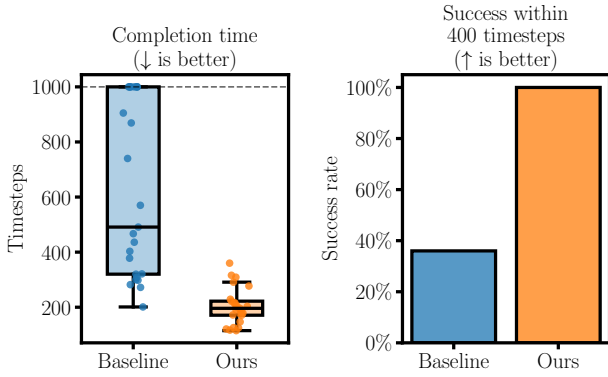 Completion time
(↓ is better)
Timesteps
1000
800
600
400
200
Baseline
Ours
Success within
400 timesteps
(↑ is better)
Success rate
100%
80%
60%
40%
20%
0%
Baseline
Ours